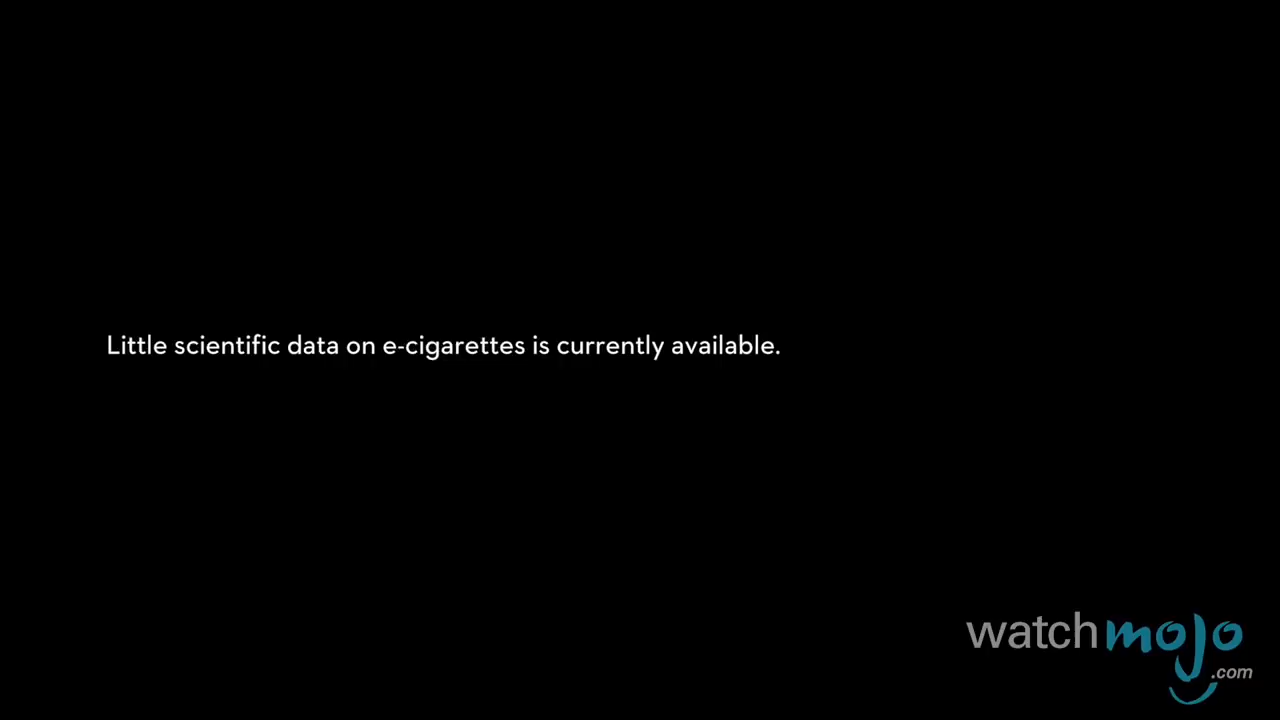 Little scientific data on e-cigarettes is currently available.
watchmojo
.com